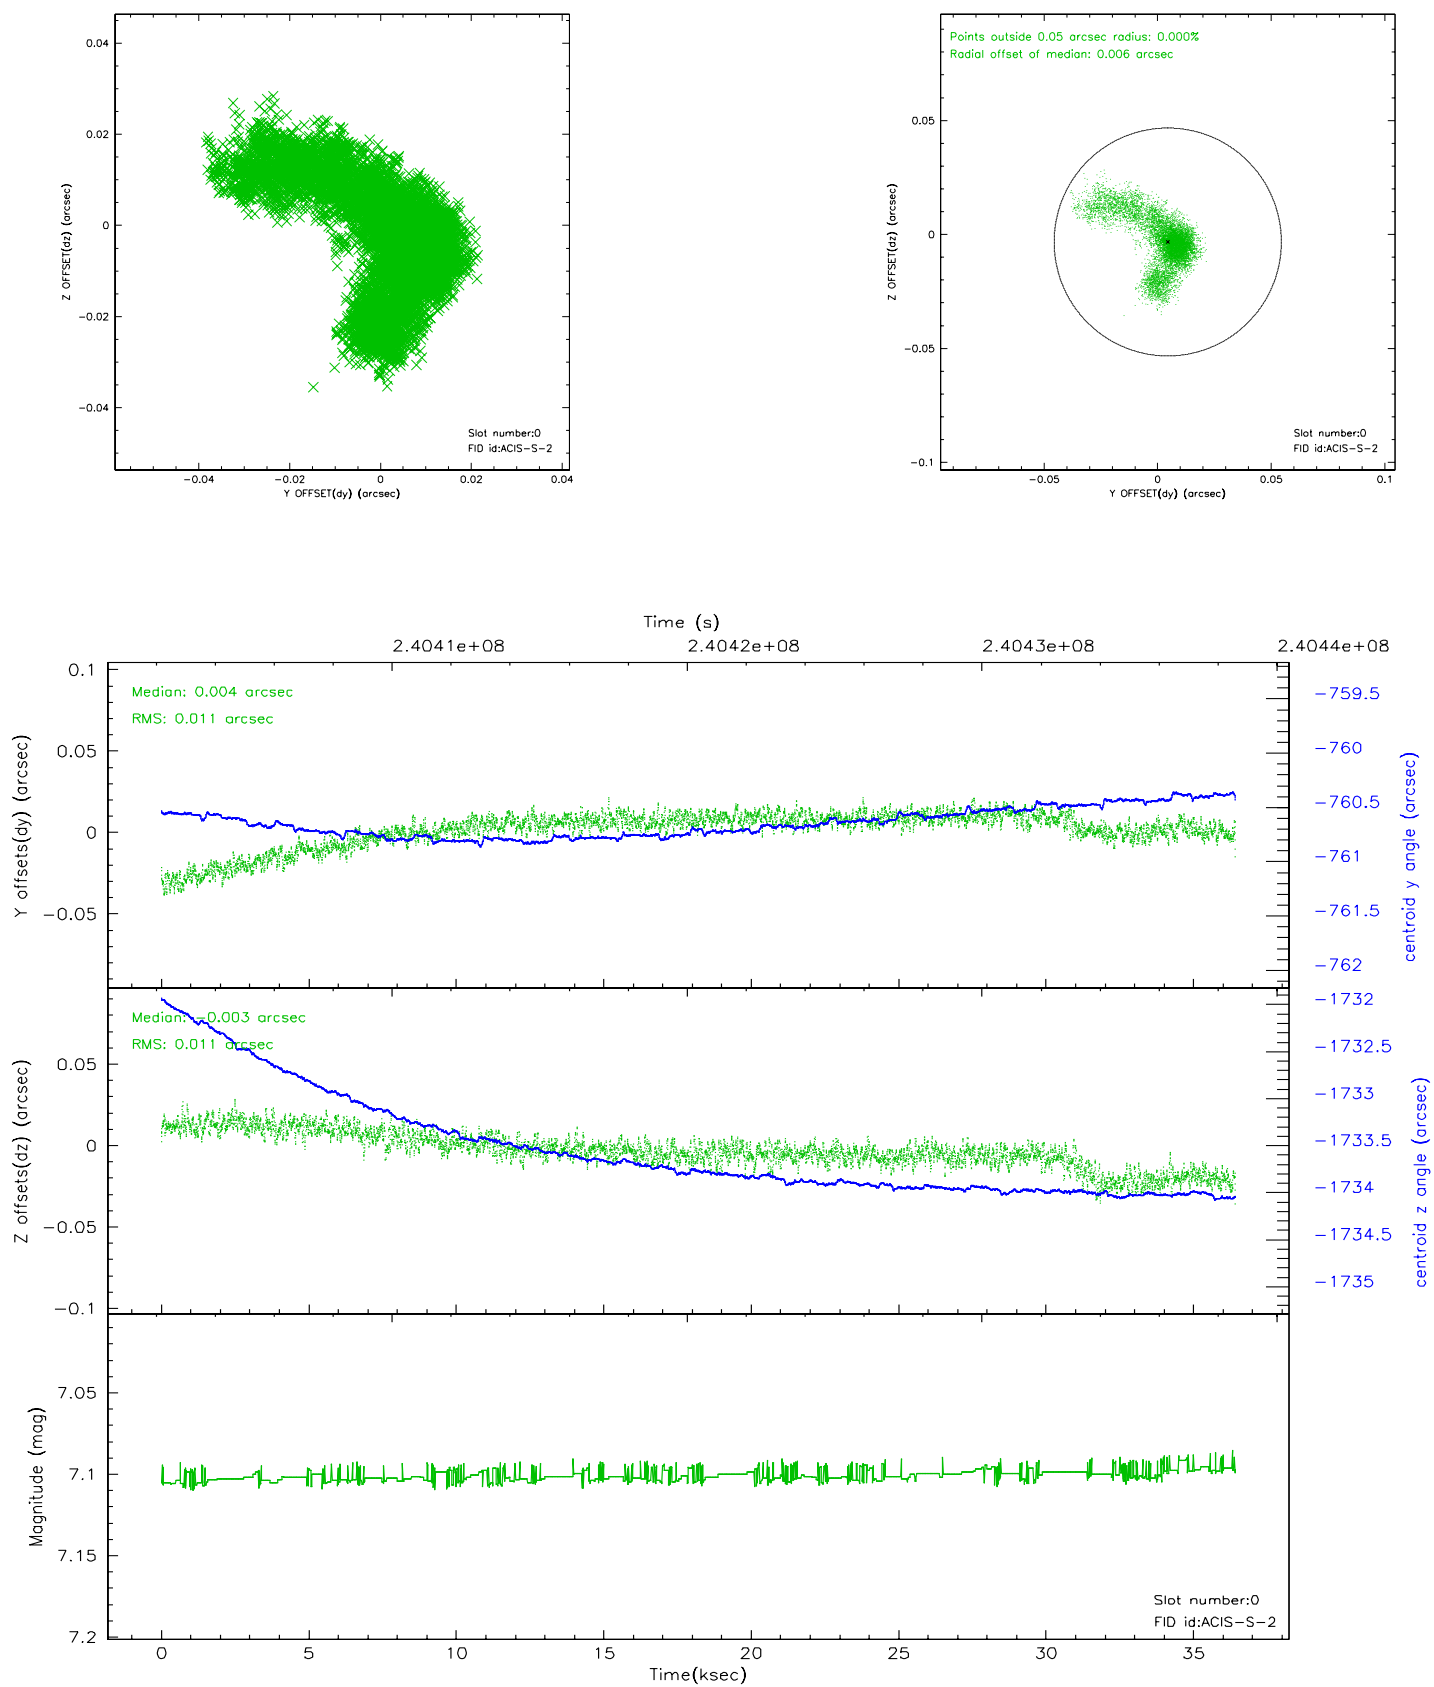 0.04
0.02
0
−0.02
−0.04
Z OFFSET(dz) (arcsec)
Slot number:0
FID id:ACIS−S−2
−0.04 −0.02 0 0.02 0.04
Y OFFSET(dy) (arcsec)
Points outside 0.05 arcsec radius: 0.000%
Radial offset of median: 0.006 arcsec
0.05
0
−0.05
−0.1
Z OFFSET(dz) (arcsec)
Slot number:0
FID id:ACIS−S−2
−0.05 0 0.05 0.1
Y OFFSET(dy) (arcsec)
Time (s)
2.4041e+08 2.4042e+08 2.4043e+08 2.4044e+08
Median: 0.004 arcsec
RMS: 0.011 arcsec
0.1
0.05
0
−0.05
Y offsets(dy) (arcsec)
−759.5
−760
−760.5
−761
−761.5
−762
centroid y angle (arcsec)
Median: −0.003 arcsec
RMS: 0.011 arcsec
0.05
0
−0.05
−0.1
Z offsets(dz) (arcsec)
−1732
−1732.5
−1733
−1733.5
−1734
−1734.5
−1735
centroid z angle (arcsec)
7.05
7.1
7.15
7.2
Magnitude (mag)
Slot number:0
FID id:ACIS−S−2
0 5 10 15 20 25 30 35
Time(ksec)